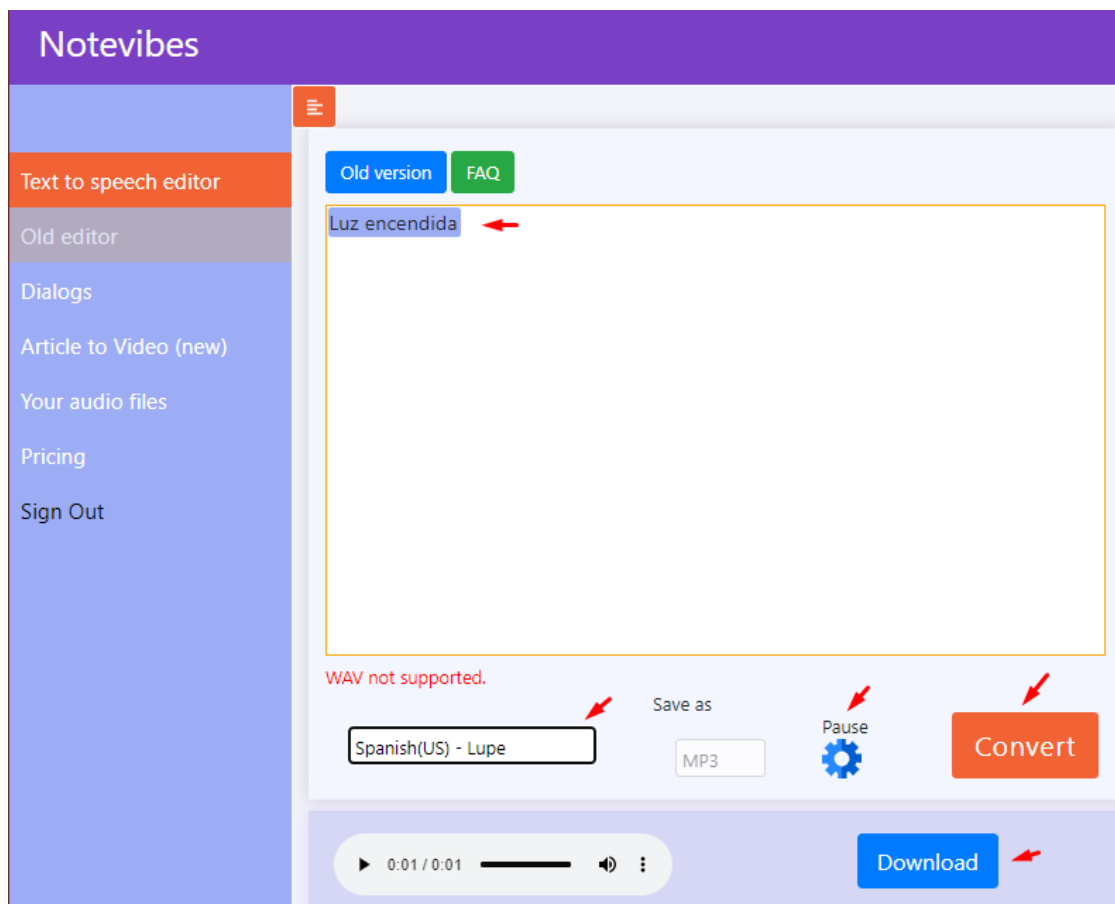 Notevibes
Text to speech editor
Old editor
Dialogs
Article to Video (new)
Your audio files
Pricing
Sign Out
Old version FAQ
Luz encendida
WAV not supported.
Save as
Pause
Spanish(US) - Lupe
MP3
Convert
0:01 / 0:01
Download